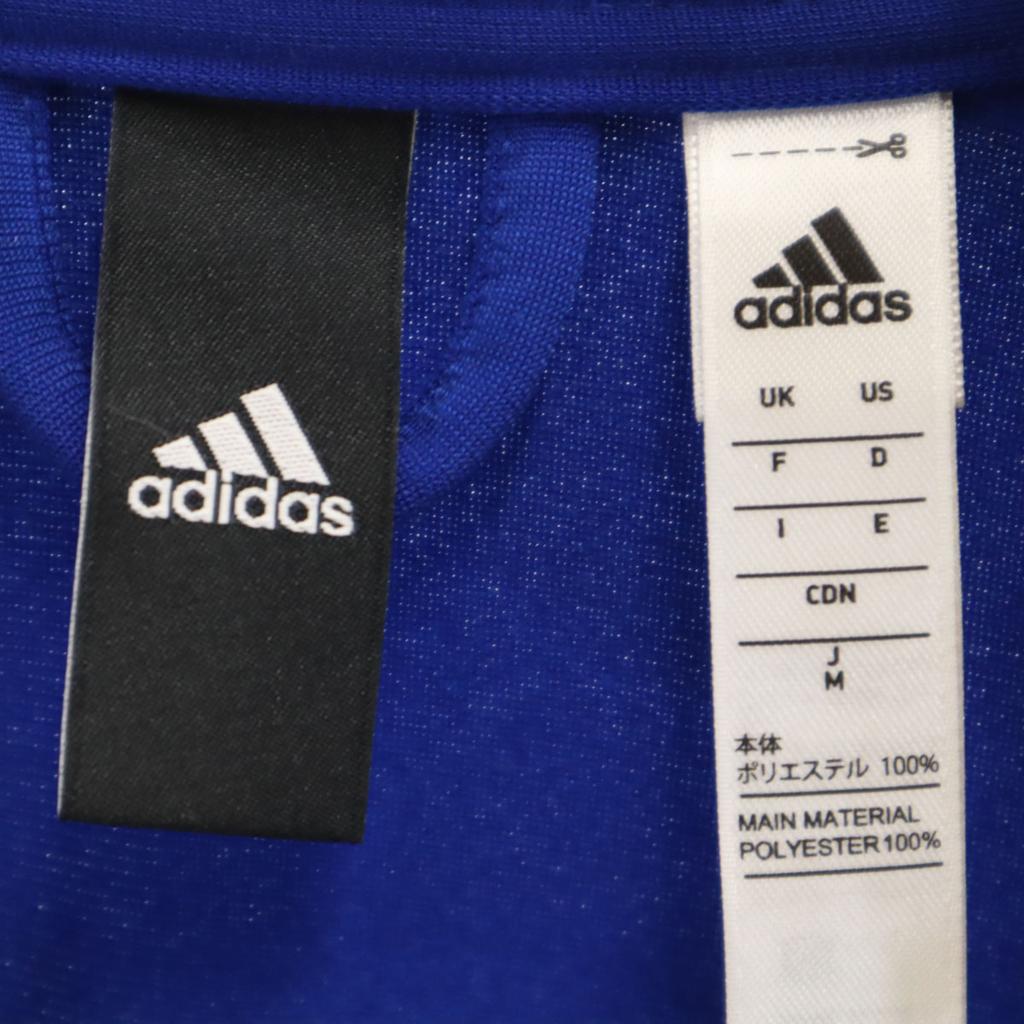 adidas
adidas
UK US
F D
I E
CDN
J
M
本体
ポリエステル 100%
MAIN MATERIAL
POLYESTER 100%